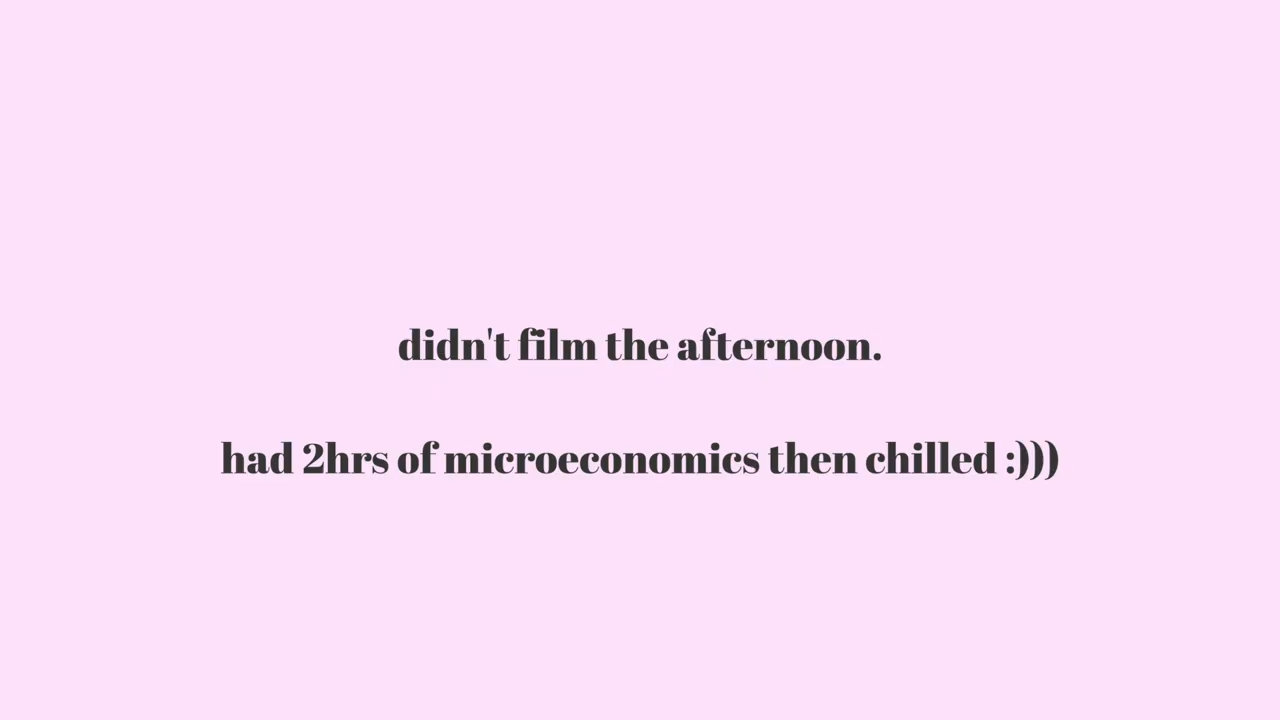 didn't film the afternoon.
had 2hrs of microeconomics then chilled :)))